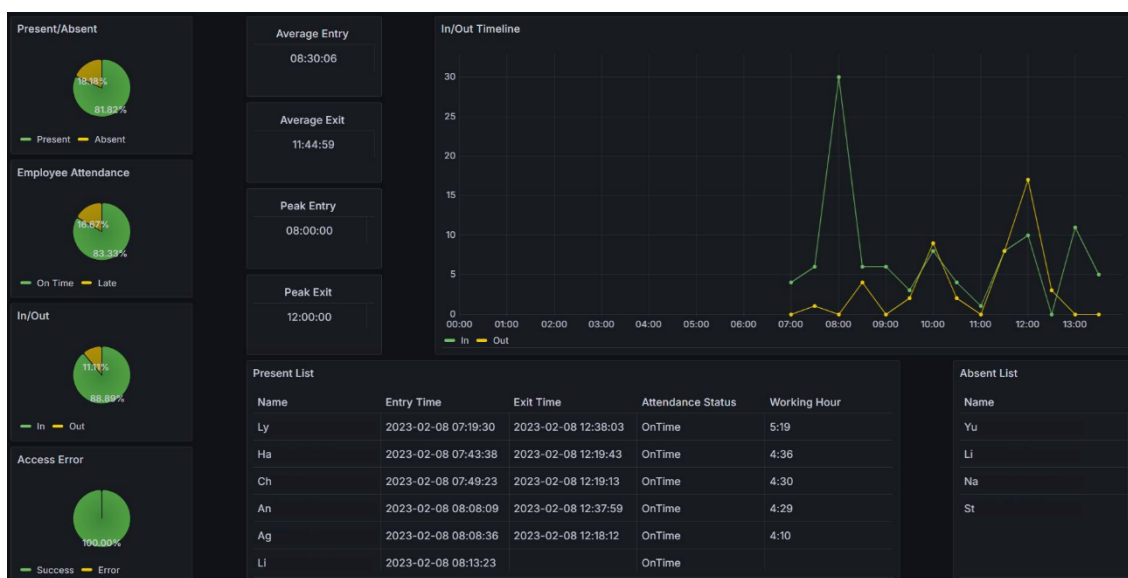 Present/Absent
18.18%
81.82%
Present Absent
Employee Attendance
16.67%
83.33%
On Time Late
In/Out
11.11%
88.89%
In Out
Access Error
100.00%
Success Error
Average Entry
08:30:06
Average Exit
11:44:59
Peak Entry
08:00:00
Peak Exit
12:00:00
In/Out Timeline
30
25
20
15
10
5
0
00:00 01:00 02:00 03:00 04:00 05:00 06:00 07:00 08:00 09:00 10:00 11:00 12:00 13:00
In Out
Present List
Name Entry Time Exit Time Attendance Status Working Hour
Ly 2023-02-08 07:19:30 2023-02-08 12:38:03 OnTime 5:19
Ha 2023-02-08 07:43:38 2023-02-08 12:19:43 OnTime 4:36
Ch 2023-02-08 07:49:23 2023-02-08 12:19:13 OnTime 4:30
An 2023-02-08 08:08:09 2023-02-08 12:37:59 OnTime 4:29
Ag 2023-02-08 08:08:36 2023-02-08 12:18:12 OnTime 4:10
Li 2023-02-08 08:13:23 OnTime
Absent List
Name
Yu
Li
Na
St